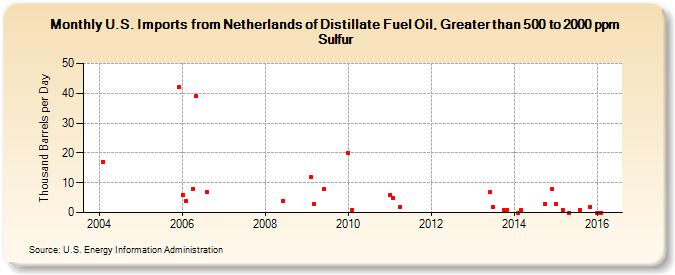 Monthly U.S. Imports from Netherlands of Distillate Fuel Oil, Greater than 500 to 2000 ppm
Sulfur
Thousand Barrels per Day
50
40
30
20
10
0
2004 2006 2008 2010 2012 2014 2016
Source: U.S. Energy Information Administration